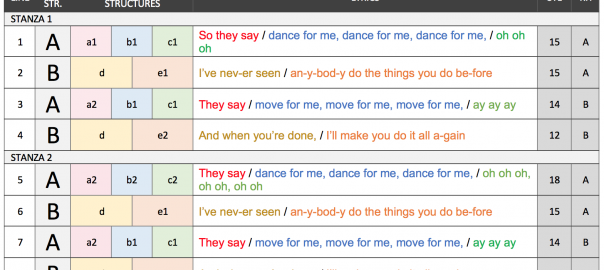 STR. STRUCTURES
STANZA 1
1 A a1 b1 c1 So they say / dance for me, dance for me, dance for me, / oh oh 15 A
oh
2 B d e1 I've nev-er seen / an-y-bod-y do the things you do be-fore 15 A
3 A a2 b1 c1 They say / move for me, move for me, move for me, / ay ay ay 14 B
4 B d e2 And when you're done, / I'll make you do it all a-gain 12 B
STANZA 2
5 A a2 b2 c2 They say / dance for me, dance for me, dance for me, / oh oh oh, 18 A
oh oh, oh oh
6 B d e1 I've nev-er seen / an-y-bod-y do the things you do be-fore 15 A
7 A a2 b1 c1 They say / move for me, move for me, move for me, / ay ay ay 14 B